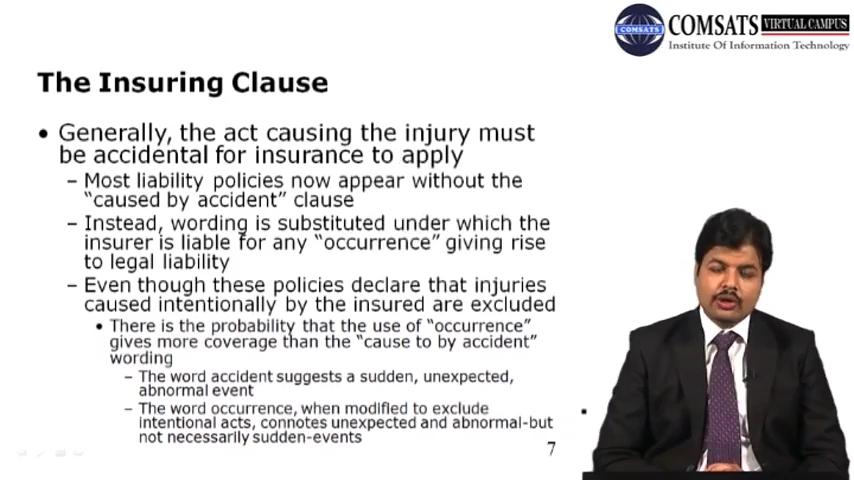 COMSATS VIRTUAL CAMPUS
COMSATS
Institute Of Information Technology
The Insuring Clause
• Generally, the act causing the injury must
be accidental for insurance to apply
– Most liability policies now appear without the
“caused by accident” clause
– Instead, wording is substituted under which the
insurer is liable for any “occurrence” giving rise
to legal liability
– Even though these policies declare that injuries
caused intentionally by the insured are excluded
• There is the probability that the use of “occurrence”
gives more coverage than the “cause to by accident”
wording
– The word accident suggests a sudden, unexpected,
abnormal event
– The word occurrence, when modified to exclude
intentional acts, connotes unexpected and abnormal-but
not necessarily sudden-events
7